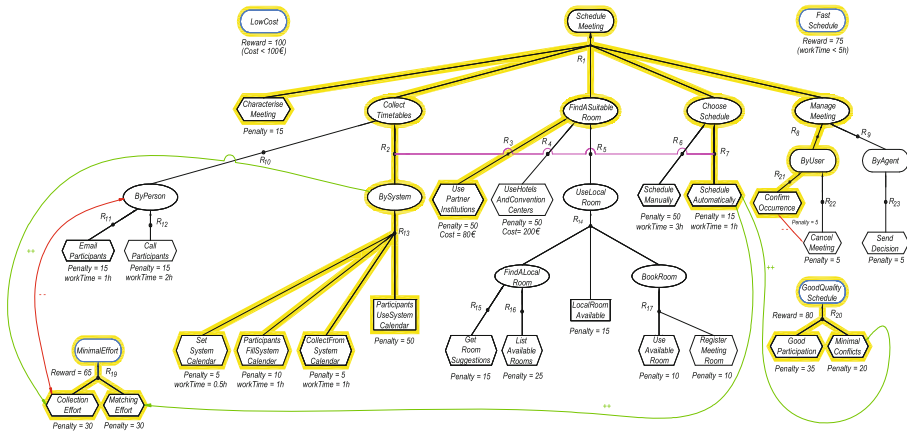 LowCost
Reward = 100
(Cost < 100€)
Schedule
Meeting
Fast
Schedule
Reward = 75
(workTime < 5h)
R1
Characterise
Meeting
Penalty = 15
Collect
Timetables
FindASuitable
Room
Choose
Schedule
Manage
Meeting
R10
R2
R3
R4
R5
R6
R7
R8
R9
ByPerson
BySystem
Use
Partner
Institutions
Penalty = 50
Cost = 80€
UseHotels
AndConvention
Centers
Penalty = 50
Cost= 200€
UseLocal
Room
Schedule
Manually
Penalty = 50
workTime = 3h
Schedule
Automatically
Penalty = 15
workTime = 1h
ByUser
ByAgent
R21
R22
R23
Confirm
Occurrence
Penalty = 5
Cancel
Meeting
Penalty = 5
Send
Decision
Penalty = 5
R11
R12
Email
Participants
Penalty = 15
workTime = 1h
Call
Participants
Penalty = 15
workTime = 2h
R13
R14
++
--
--
++
FindALocal
Room
LocalRoom
Available
Penalty = 15
BookRoom
Participants
UseSystem
Calendar
Penalty = 50
GoodQuality
Schedule
Reward = 80
R20
R15
R16
R17
Set
System
Calendar
Penalty = 5
workTime = 0.5h
Participants
FillSystem
Calender
Penalty = 10
workTime = 1h
CollectFrom
System
Calendar
Penalty = 5
workTime = 1h
Get
Room
Suggestions
Penalty = 15
List
Available
Rooms
Penalty = 25
Use
Available
Room
Penalty = 10
Register
Meeting
Room
Penalty = 10
Good
Participation
Penalty = 35
Minimal
Conflicts
Penalty = 20
MinimalEffort
Reward = 65
R19
Collection
Effort
Penalty = 30
Matching
Effort
Penalty = 30
++
++